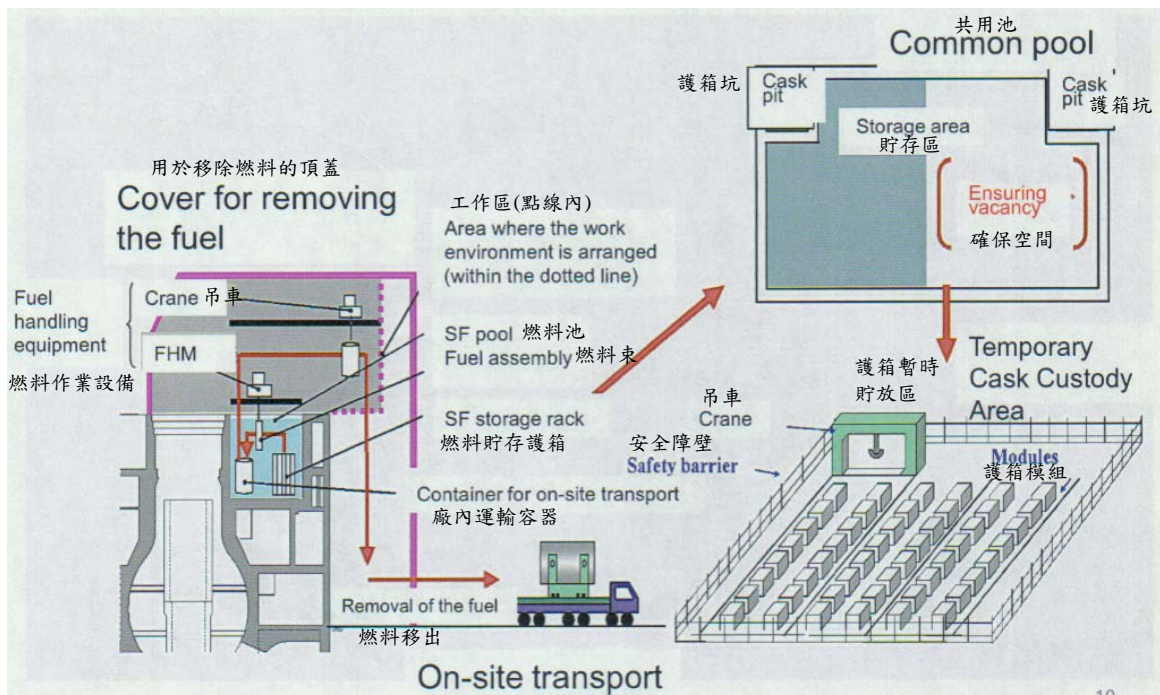 用於移除燃料的頂蓋
Cover for removing
the fuel
Fuel
handling
equipment
Crane 吊車
FHM
燃料作業設備
工作區(點線內)
Area where the work
environment is arranged
(within the dotted line)
SF pool 燃料池
Fuel assembly 燃料束
SF storage rack
燃料貯存護箱
Container for on-site transport
廠內運輸容器
Removal of the fuel
燃料移出
On-site transport
共用池
Common pool
護箱坑
Cask
pit
Cask
pit 護箱坑
Storage area
貯存區
Ensuring
vacancy
確保空間
護箱暫時
貯放區
Temporary
Cask Custody
Area
吊車
Crane
安全障壁
Safety barrier
Modules
護箱模組